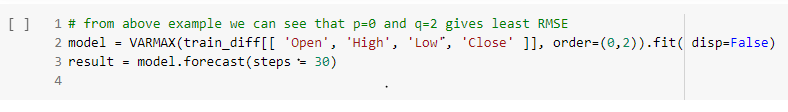 [ ] 1 # from above example we can see that p=0 and q=2 gives least RMSE
2 model = VARMAX(train_diff[[ 'Open', 'High', 'Low', 'Close' ]], order=(0,2)).fit( disp=False)
3 result = model.forecast(steps = 30)
4